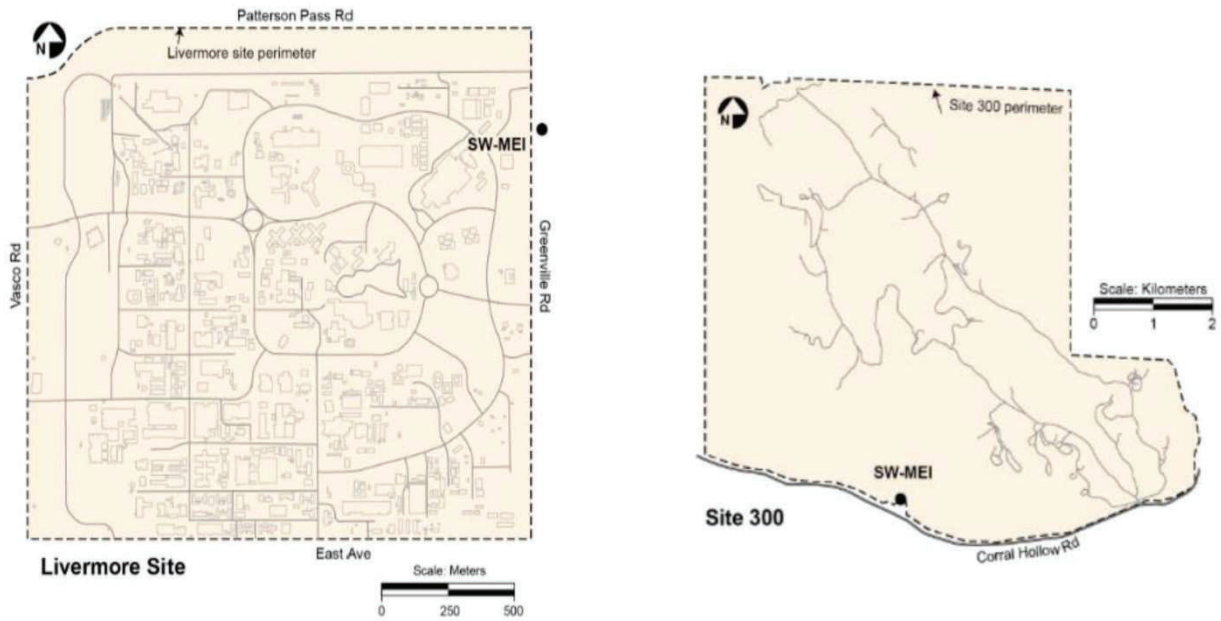 Patterson Pass Rd
N
Livermore site perimeter
SW-MEI
Vasco Rd
Greenville Rd
East Ave
Livermore Site
Scale: Meters
0 250 500
N
Site 300 perimeter
Scale: Kilometers
0 1 2
SW-MEI
Site 300
Corral Hollow Rd